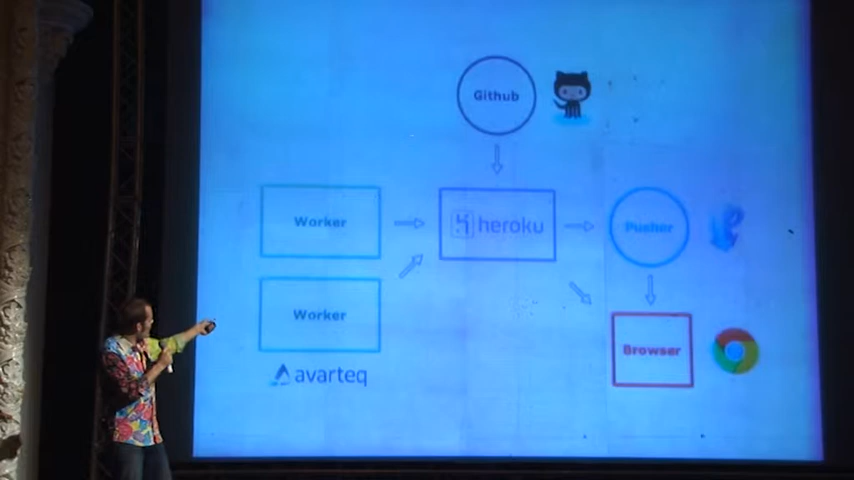 Github
Worker
heroku
Pusher
Worker
Browser
avarteq